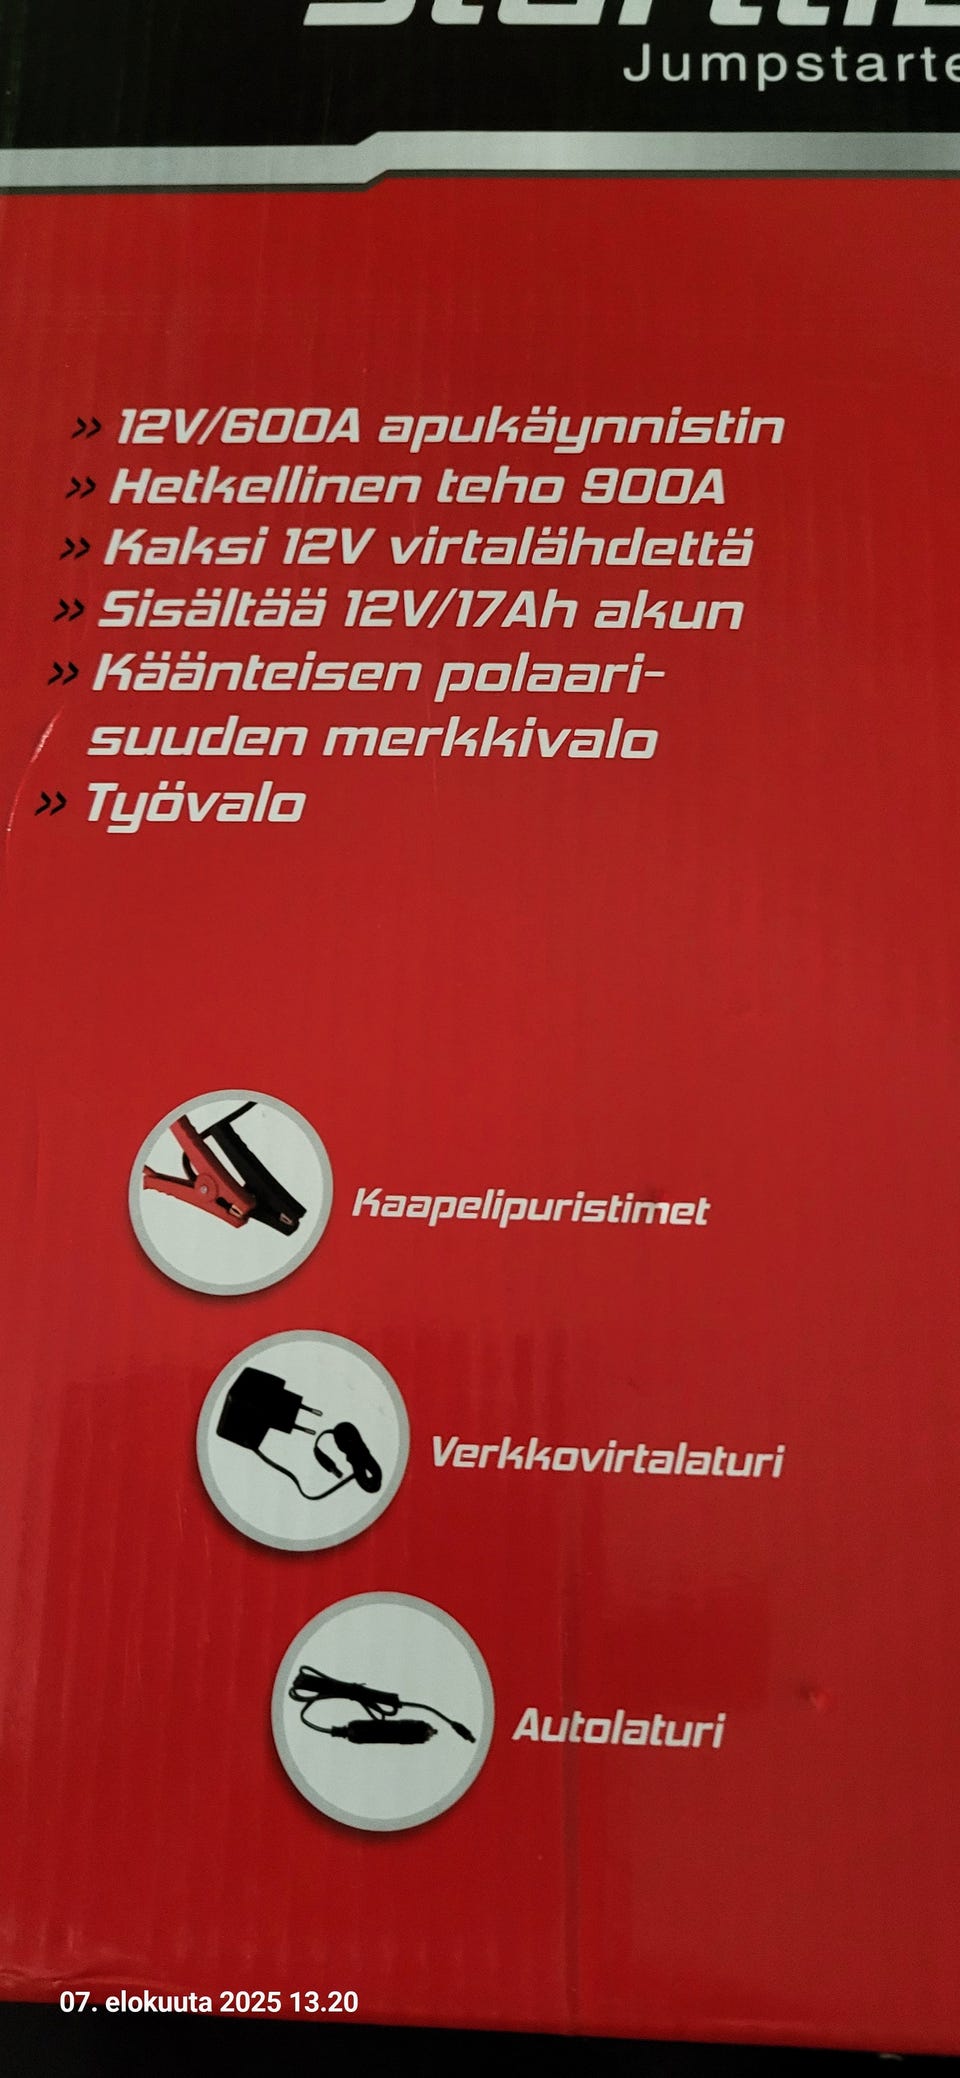 Jumpstarte
» 12V/600A apukäynnistin
» Hetkellinen teho 900A
» Kaksi 12V virtalähdettä
» Sisältää 12V/17Ah akun
» Käänteisen polaari-
suuden merkkivalo
» Työvalo
Kaapelipuristimet
Verkkovirtalaturi
Autolaturi
07. elokuuta 2025 13.20